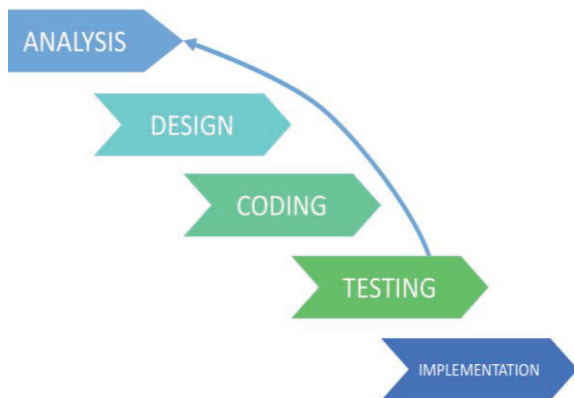 ANALYSIS
DESIGN
CODING
TESTING
IMPLEMENTATION